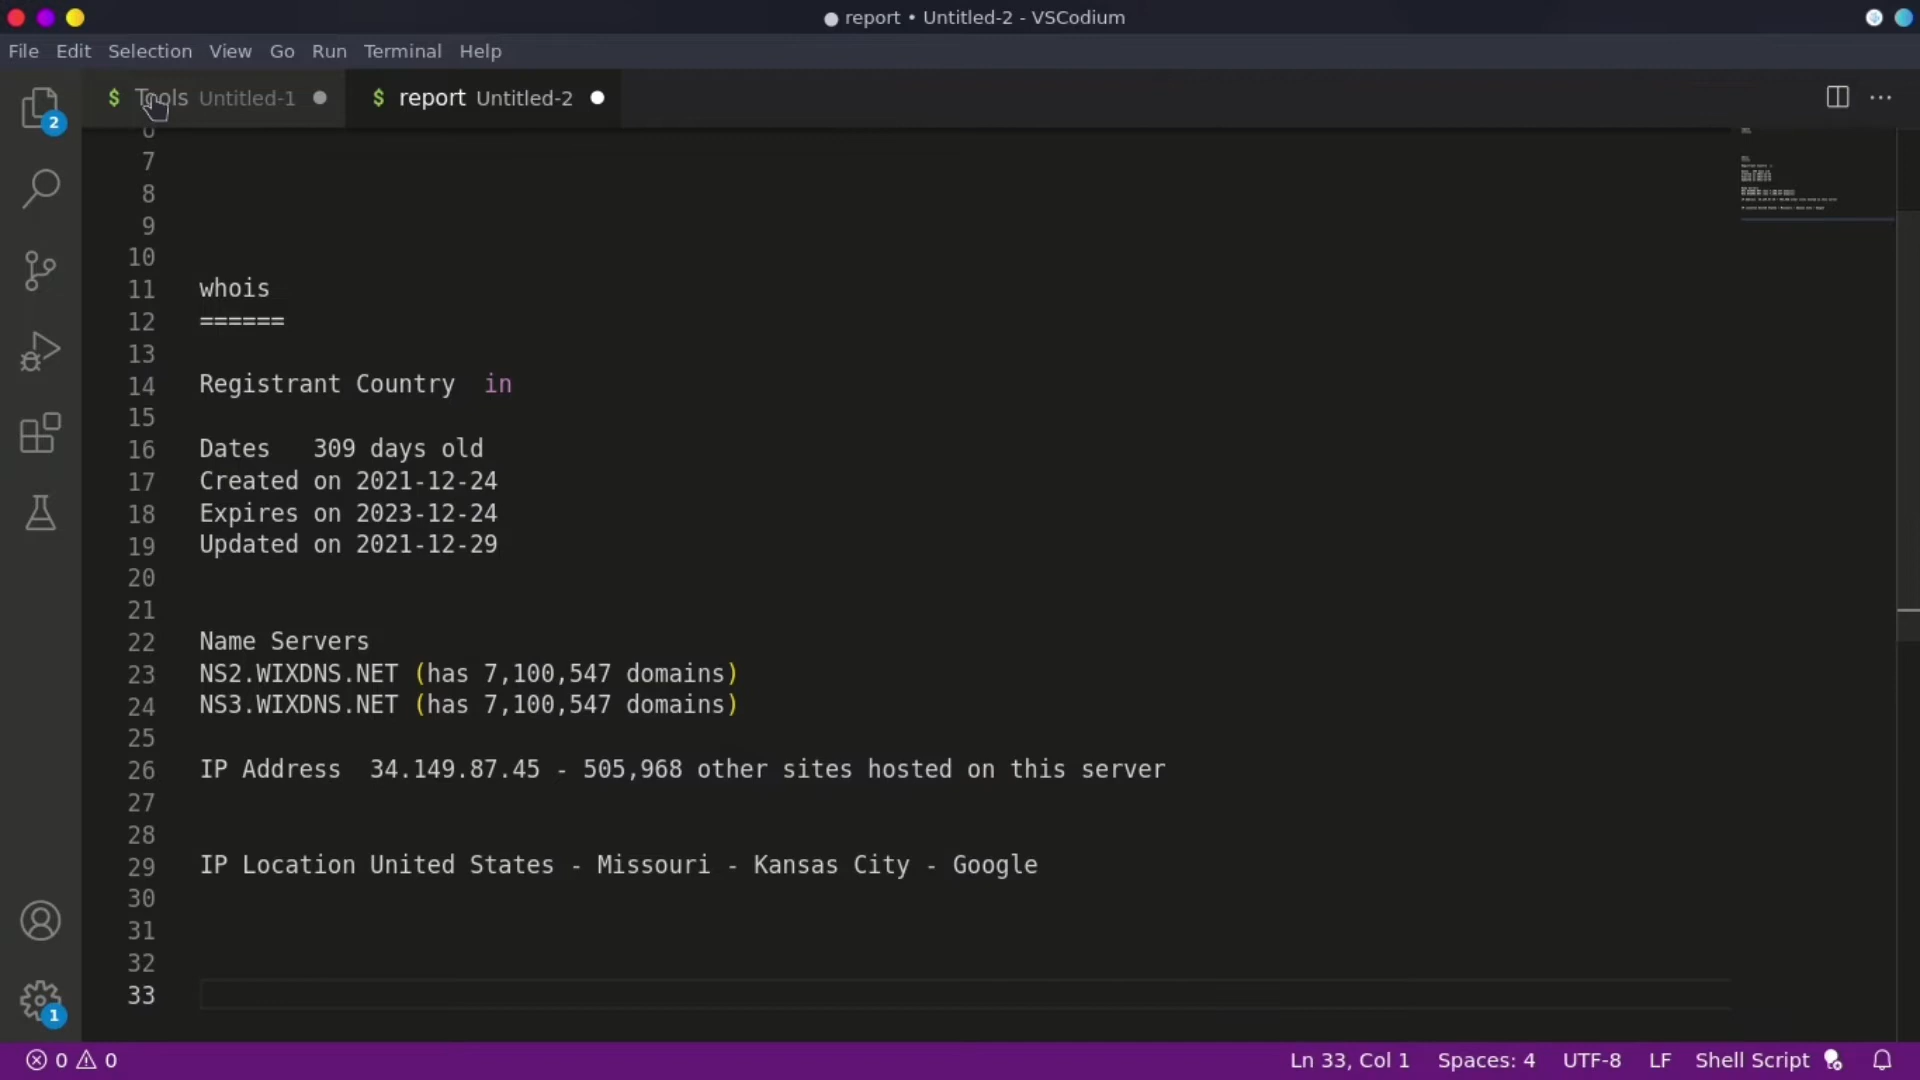 report • Untitled-2 - VSCodium
File Edit Selection View Go Run Terminal Help
$ Tools Untitled-1 $ report Untitled-2
2
7
8
9
10
11 whois
12 ======
13
14 Registrant Country in
15
16 Dates 309 days old
17 Created on 2021-12-24
18 Expires on 2023-12-24
19 Updated on 2021-12-29
20
21
22 Name Servers
23 NS2.WIXDNS.NET (has 7,100,547 domains)
24 NS3.WIXDNS.NET (has 7,100,547 domains)
25
26 IP Address 34.149.87.45 - 505,968 other sites hosted on this server
27
28
29 IP Location United States - Missouri - Kansas City - Google
30
31
32
33
1
0 0 Ln 33, Col 1 Spaces: 4 UTF-8 LF Shell Script